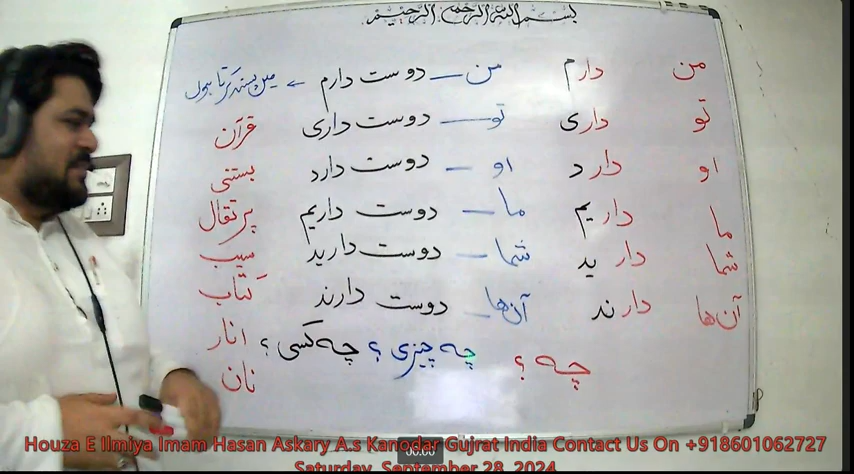 بسم الله الرحمن الرحیم
من دارم من — دوست دارم ← میں پسند کرتا ہوں
تو داری تو — دوست داری قرآن
او دارد او — دوست دارد بستنی
ما داریم ما — دوست داریم پرتقال
شما دارید شما — دوست دارید سیب
آن‌ها دارند آن‌ها — دوست دارند کتاب
انار
چه؟ چه چیزی؟ چه کسی؟
نان
Houza E Ilmiya Imam Hasan Askary A.s Kanodar Gujrat India Contact Us On +918601062727
Saturday, September 28, 2024